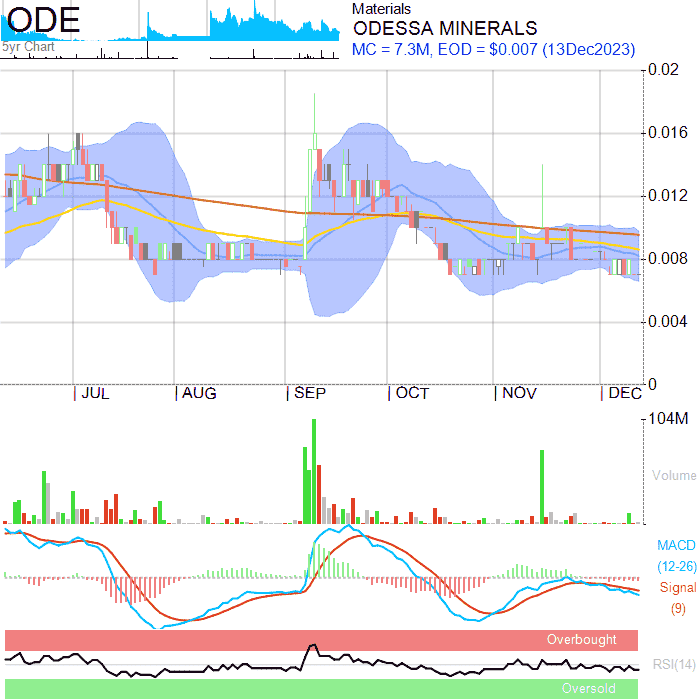 ODE
5yr Chart
Materials
ODESSA MINERALS
MC = 7.3M, EOD = $0.007 (13Dec2023)
0.02
0.016
0.012
0.008
0.004
0
JUL AUG SEP OCT NOV DEC
104M
Volume
MACD
(12-26)
Signal
(9)
Overbought
RSI(14)
Oversold